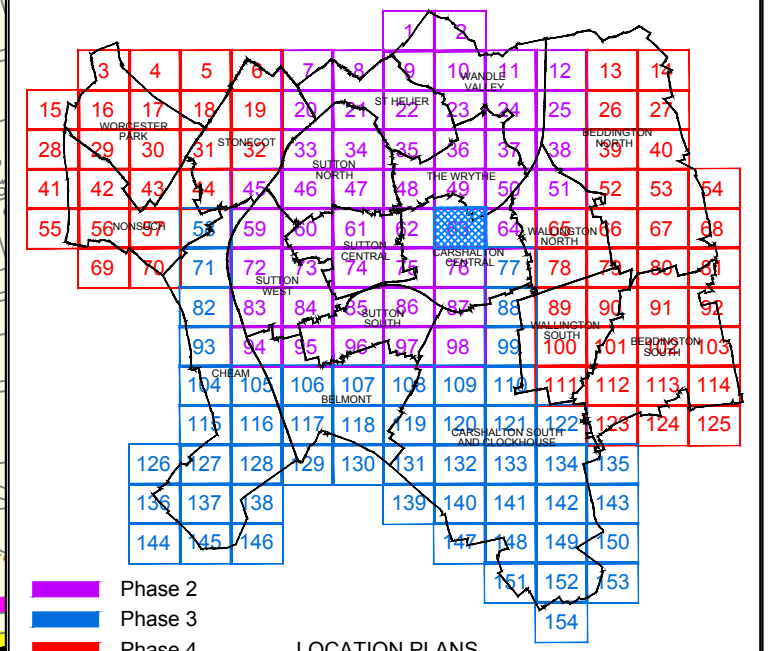 1 2
3 4 5 6 7 8 9 10 11 12 13 14
WANDLE
VALLEY
15 16 17 18 19 20 21 22 23 24 25 26 27
ST HELIER
WORCESTER
PARK
STONECOT
BEDDINGTON
NORTH
28 29 30 31 32 33 34 35 36 37 38 39 40
SUTTON
NORTH
THE WRYTHE
41 42 43 44 45 46 47 48 49 50 51 52 53 54
55 56 57 58 59 60 61 62 63 64 65 66 67 68
NONSUCH
WALLINGTON
NORTH
SUTTON
CENTRAL
CARSHALTON
CENTRAL
69 70 71 72 73 74 75 76 77 78 79 80 81
SUTTON
WEST
82 83 84 85 86 87 88 89 90 91 92
SUTTON
SOUTH
WALLINGTON
SOUTH
93 94 95 96 97 98 99 100 101 102 103
BEDDINGTON
SOUTH
CHEAM
104 105 106 107 108 109 110 111 112 113 114
BELMONT
115 116 117 118 119 120 121 122 123 124 125
CARSHALTON SOUTH
AND CLOCKHOUSE
126 127 128 129 130 131 132 133 134 135
136 137 138 139 140 141 142 143
144 145 146 147 148 149 150
151 152 153
154
Phase 2
Phase 3
Phase 4
LOCATION PLANS